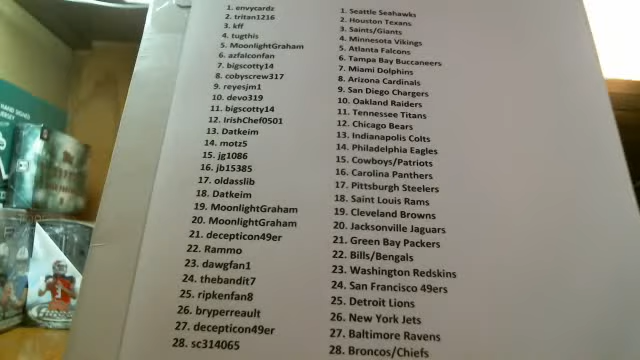 1. envycardz
2. tritan1216
3. kff
4. tugthis
5. MoonlightGraham
6. azfalconfan
7. bigscotty14
8. cobyscrew317
9. reyesjm1
10. devo319
11. bigscotty14
12. IrishChef0501
13. Datkeim
14. motz5
15. jg1086
16. jb15385
17. oldasslib
18. Datkeim
19. MoonlightGraham
20. MoonlightGraham
21. decepticon49er
22. Rammo
23. dawgfan1
24. thebandit7
25. ripkenfan8
26. bryperreault
27. decepticon49er
28. sc314065
1. Seattle Seahawks
2. Houston Texans
3. Saints/Giants
4. Minnesota Vikings
5. Atlanta Falcons
6. Tampa Bay Buccaneers
7. Miami Dolphins
8. Arizona Cardinals
9. San Diego Chargers
10. Oakland Raiders
11. Tennessee Titans
12. Chicago Bears
13. Indianapolis Colts
14. Philadelphia Eagles
15. Cowboys/Patriots
16. Carolina Panthers
17. Pittsburgh Steelers
18. Saint Louis Rams
19. Cleveland Browns
20. Jacksonville Jaguars
21. Green Bay Packers
22. Bills/Bengals
23. Washington Redskins
24. San Francisco 49ers
25. Detroit Lions
26. New York Jets
27. Baltimore Ravens
28. Broncos/Chiefs
HAND SIGNED
JERSEY